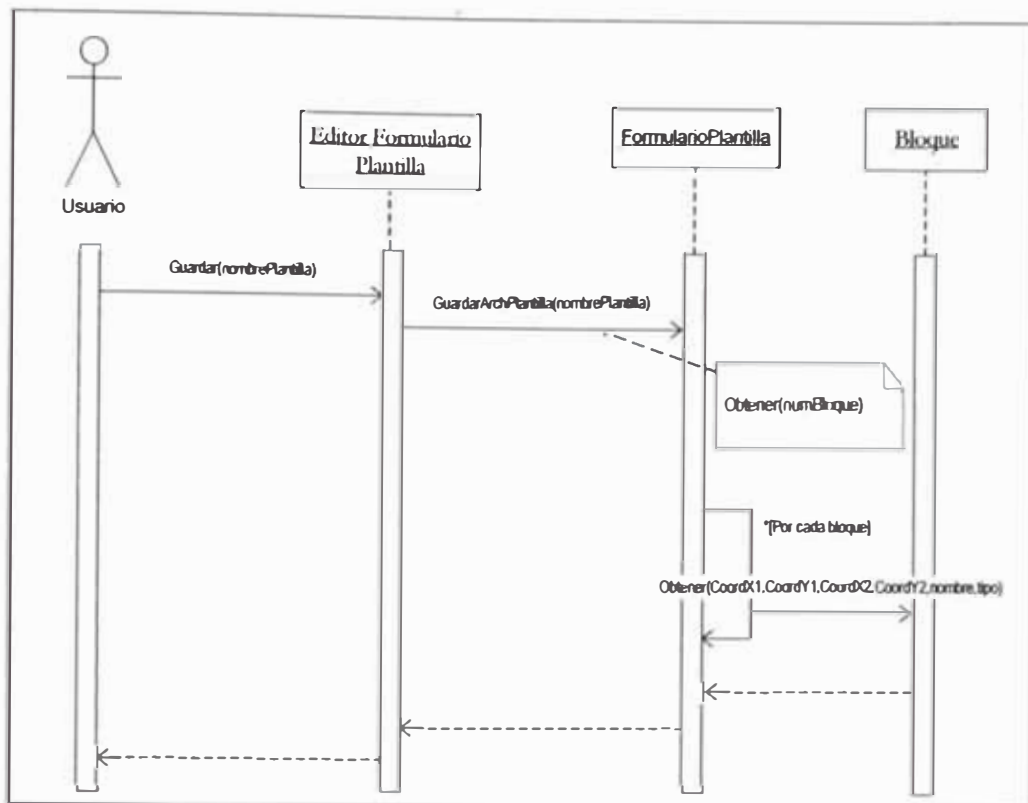 Editor Formulario
Plantilla
FormularioPlantilla
Bloque
Usuario
Guardar(nombrePlantilla)
GuardarArchPlantilla(nombrePlantilla)
Obtener(numBloque)
*[Por cada bloque]
Obtener(CoordX1,CoordY1,CoordX2,CoordY2,nombre,tipo)